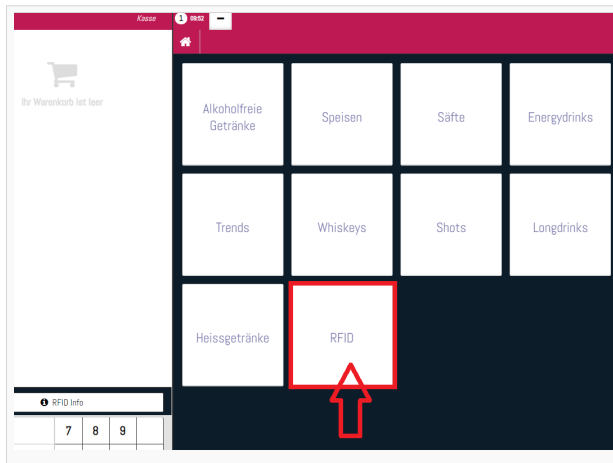 Kasse
1 09:52
Ihr Warenkorb ist leer
Alkoholfreie
Getränke
Speisen
Säfte
Energydrinks
Trends
Whiskeys
Shots
Longdrinks
Heissgetränke
RFID
RFID Info
7 8 9